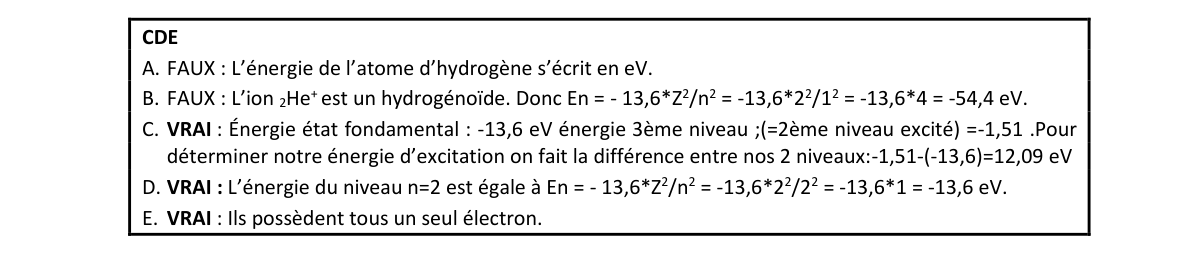 CDE
A. FAUX : L’énergie de l’atome d’hydrogène s’écrit en eV.
B. FAUX : L’ion ₂He⁺ est un hydrogénoïde. Donc En = - 13,6*Z²/n² = -13,6*2²/1² = -13,6*4 = -54,4 eV.
C. VRAI : Énergie état fondamental : -13,6 eV énergie 3ème niveau ;(=2ème niveau excité) =-1,51 .Pour
déterminer notre énergie d’excitation on fait la différence entre nos 2 niveaux:-1,51-(-13,6)=12,09 eV
D. VRAI : L’énergie du niveau n=2 est égale à En = - 13,6*Z²/n² = -13,6*2²/2² = -13,6*1 = -13,6 eV.
E. VRAI : Ils possèdent tous un seul électron.